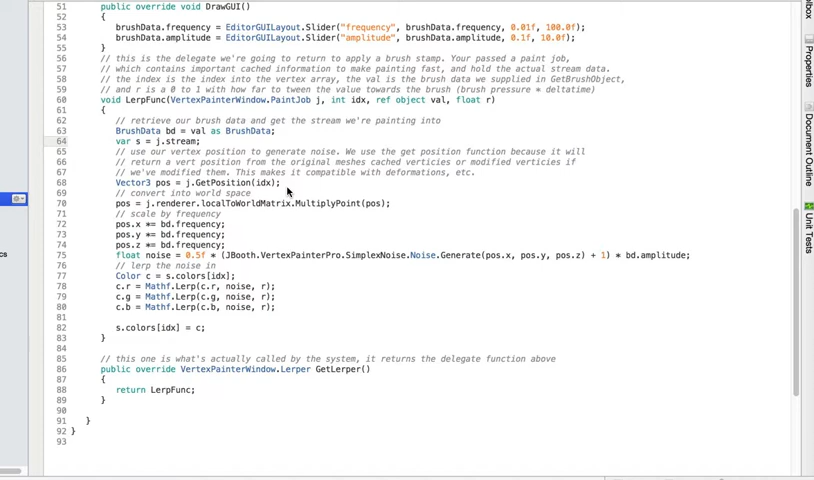 51 public override void DrawGUI()
52 {
53 brushData.frequency = EditorGUILayout.Slider("frequency", brushData.frequency, 0.01f, 100.0f);
54 brushData.amplitude = EditorGUILayout.Slider("amplitude", brushData.amplitude, 0.1f, 10.0f);
55 }
56 // this is the delegate we're going to return to apply a brush stamp. Your passed a paint job,
57 // which contains important cached information to make painting fast, and hold the actual stream data.
58 // the index is the index into the vertex array, the val is the brush data we supplied in GetBrushObject,
59 // and r is a 0 to 1 with how far to tween the value towards the brush (brush pressure * deltatime)
60 void LerpFunc(VertexPainterWindow.PaintJob j, int idx, ref object val, float r)
61 {
62 // retrieve our brush data and get the stream we're painting into
63 BrushData bd = val as BrushData;
64 var s = j.stream;
65 // use our vertex position to generate noise. We use the get position function because it will
66 // return a vert position from the original meshes cached verticies or modified verticies if
67 // we've modified them. This makes it compatible with deformations, etc.
68 Vector3 pos = j.GetPosition(idx);
69 // convert into world space
70 pos = j.renderer.localToWorldMatrix.MultiplyPoint(pos);
71 // scale by frequency
72 pos.x *= bd.frequency;
73 pos.y *= bd.frequency;
74 pos.z *= bd.frequency;
75 float noise = 0.5f * (JBooth.VertexPainterPro.SimplexNoise.Noise.Generate(pos.x, pos.y, pos.z) + 1) * bd.amplitude;
76 // lerp the noise in
77 Color c = s.colors[idx];
78 c.r = Mathf.Lerp(c.r, noise, r);
79 c.g = Mathf.Lerp(c.g, noise, r);
80 c.b = Mathf.Lerp(c.b, noise, r);
81
82 s.colors[idx] = c;
83 }
84
85 // this one is what's actually called by the system, it returns the delegate function above
86 public override VertexPainterWindow.Lerper GetLerper()
87 {
88 return LerpFunc;
89 }
90
91 }
92 }
93
cs
lbox
Properties
Document Outline
Unit Tests